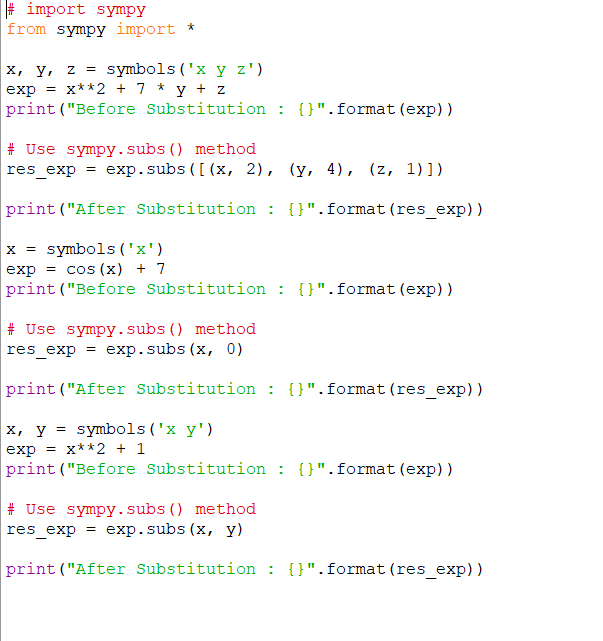 # import sympy
from sympy import *
x, y, z = symbols('x y z')
exp = x**2 + 7 * y + z
print("Before Substitution : {}".format(exp))
# Use sympy.subs() method
res_exp = exp.subs([(x, 2), (y, 4), (z, 1)])
print("After Substitution : {}".format(res_exp))
x = symbols('x')
exp = cos(x) + 7
print("Before Substitution : {}".format(exp))
# Use sympy.subs() method
res_exp = exp.subs(x, 0)
print("After Substitution : {}".format(res_exp))
x, y = symbols('x y')
exp = x**2 + 1
print("Before Substitution : {}".format(exp))
# Use sympy.subs() method
res_exp = exp.subs(x, y)
print("After Substitution : {}".format(res_exp))